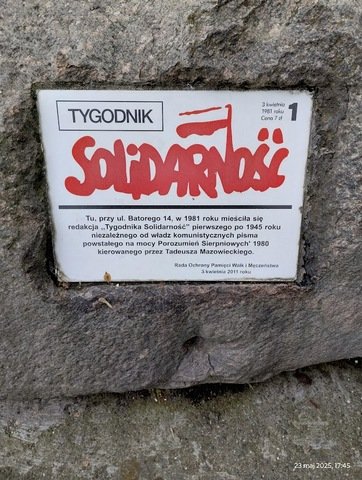 TYGODNIK
3 kwietnia
1981 roku
Cena 7 zł
1
SOLiDARNOŚĆ
Tu, przy ul. Batorego 14, w 1981 roku mieściła się
redakcja „Tygodnika Solidarność” pierwszego po 1945 roku
niezależnego od władz komunistycznych pisma
powstałego na mocy Porozumień Sierpniowych' 1980
kierowanego przez Tadeusza Mazowieckiego.
Rada Ochrony Pamięci Walk i Męczeństwa
3 kwietnia 2011 roku
23 maj 2025, 17:45